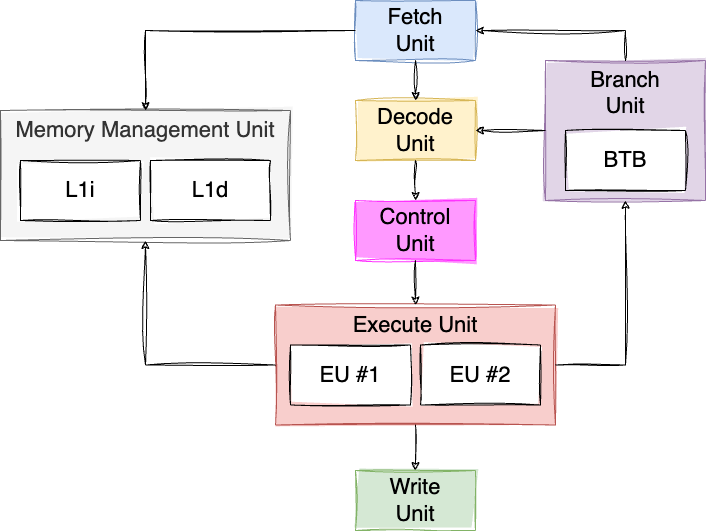 Fetch
Unit
Branch
Unit
BTB
Decode
Unit
Memory Management Unit
L1i
L1d
Control
Unit
Execute Unit
EU #1
EU #2
Write
Unit